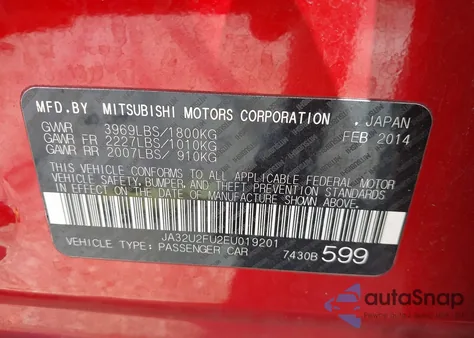 MFD.BY MITSUBISHI MOTORS CORPORATION , JAPAN
GVWR 3969LBS/1800KG FEB 2014
GAWR FR 2227LBS/1010KG
GAWR RR 2007LBS/ 910KG
THIS VEHICLE CONFORMS TO ALL APPLICABLE FEDERAL MOTOR
VEHICLE SAFETY, BUMPER, AND THEFT PREVENTION STANDARDS
IN EFFECT ON THE DATE OF MANUFACTURE SHOWN ABOVE.
JA32U2FU2EU019201
VEHICLE TYPE: PASSENGER CAR 7430B 599
autoSnap